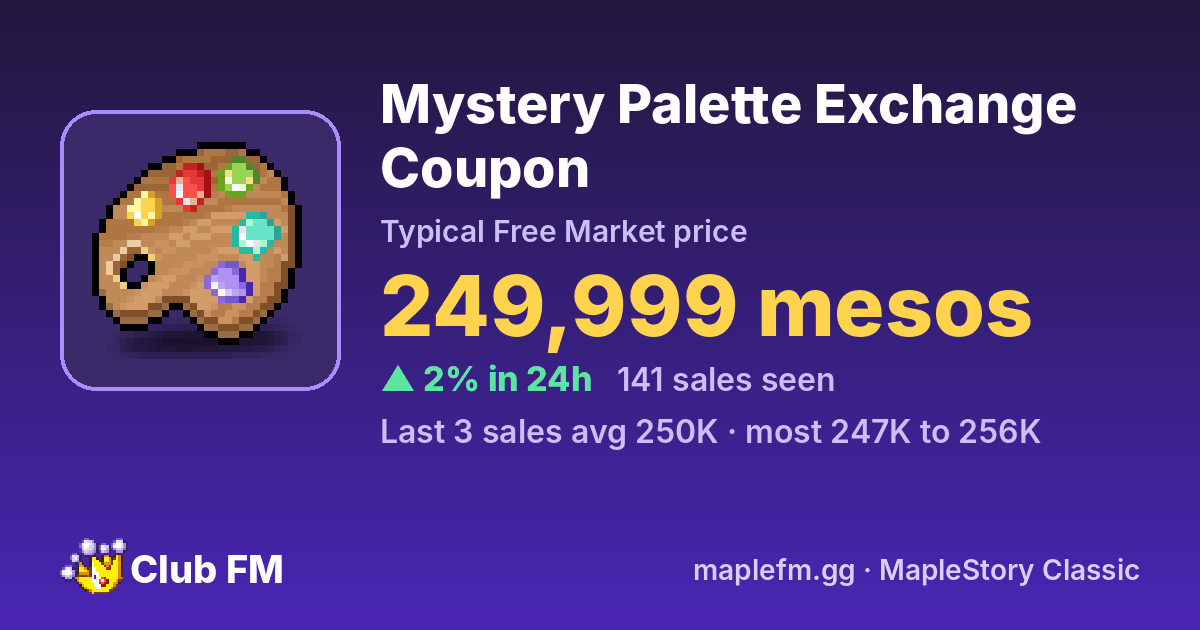 Mystery Palette Exchange
Coupon
Typical Free Market price
249,999 mesos
▲ 2% in 24h 141 sales seen
Last 3 sales avg 250K · most 247K to 256K
Club FM
maplefm.gg · MapleStory Classic